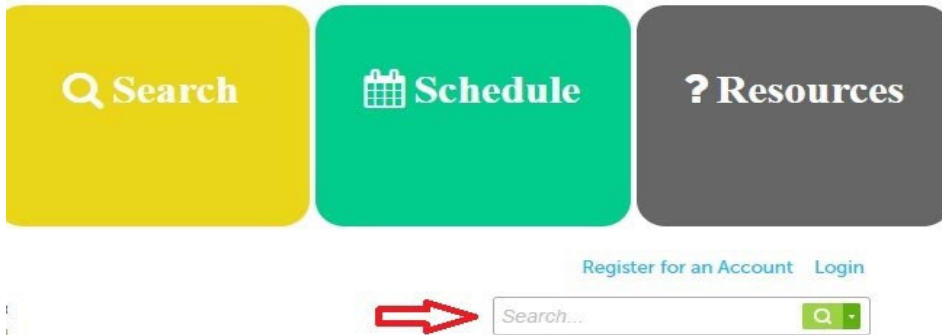 Search
Schedule
? Resources
Register for an Account Login
Search...